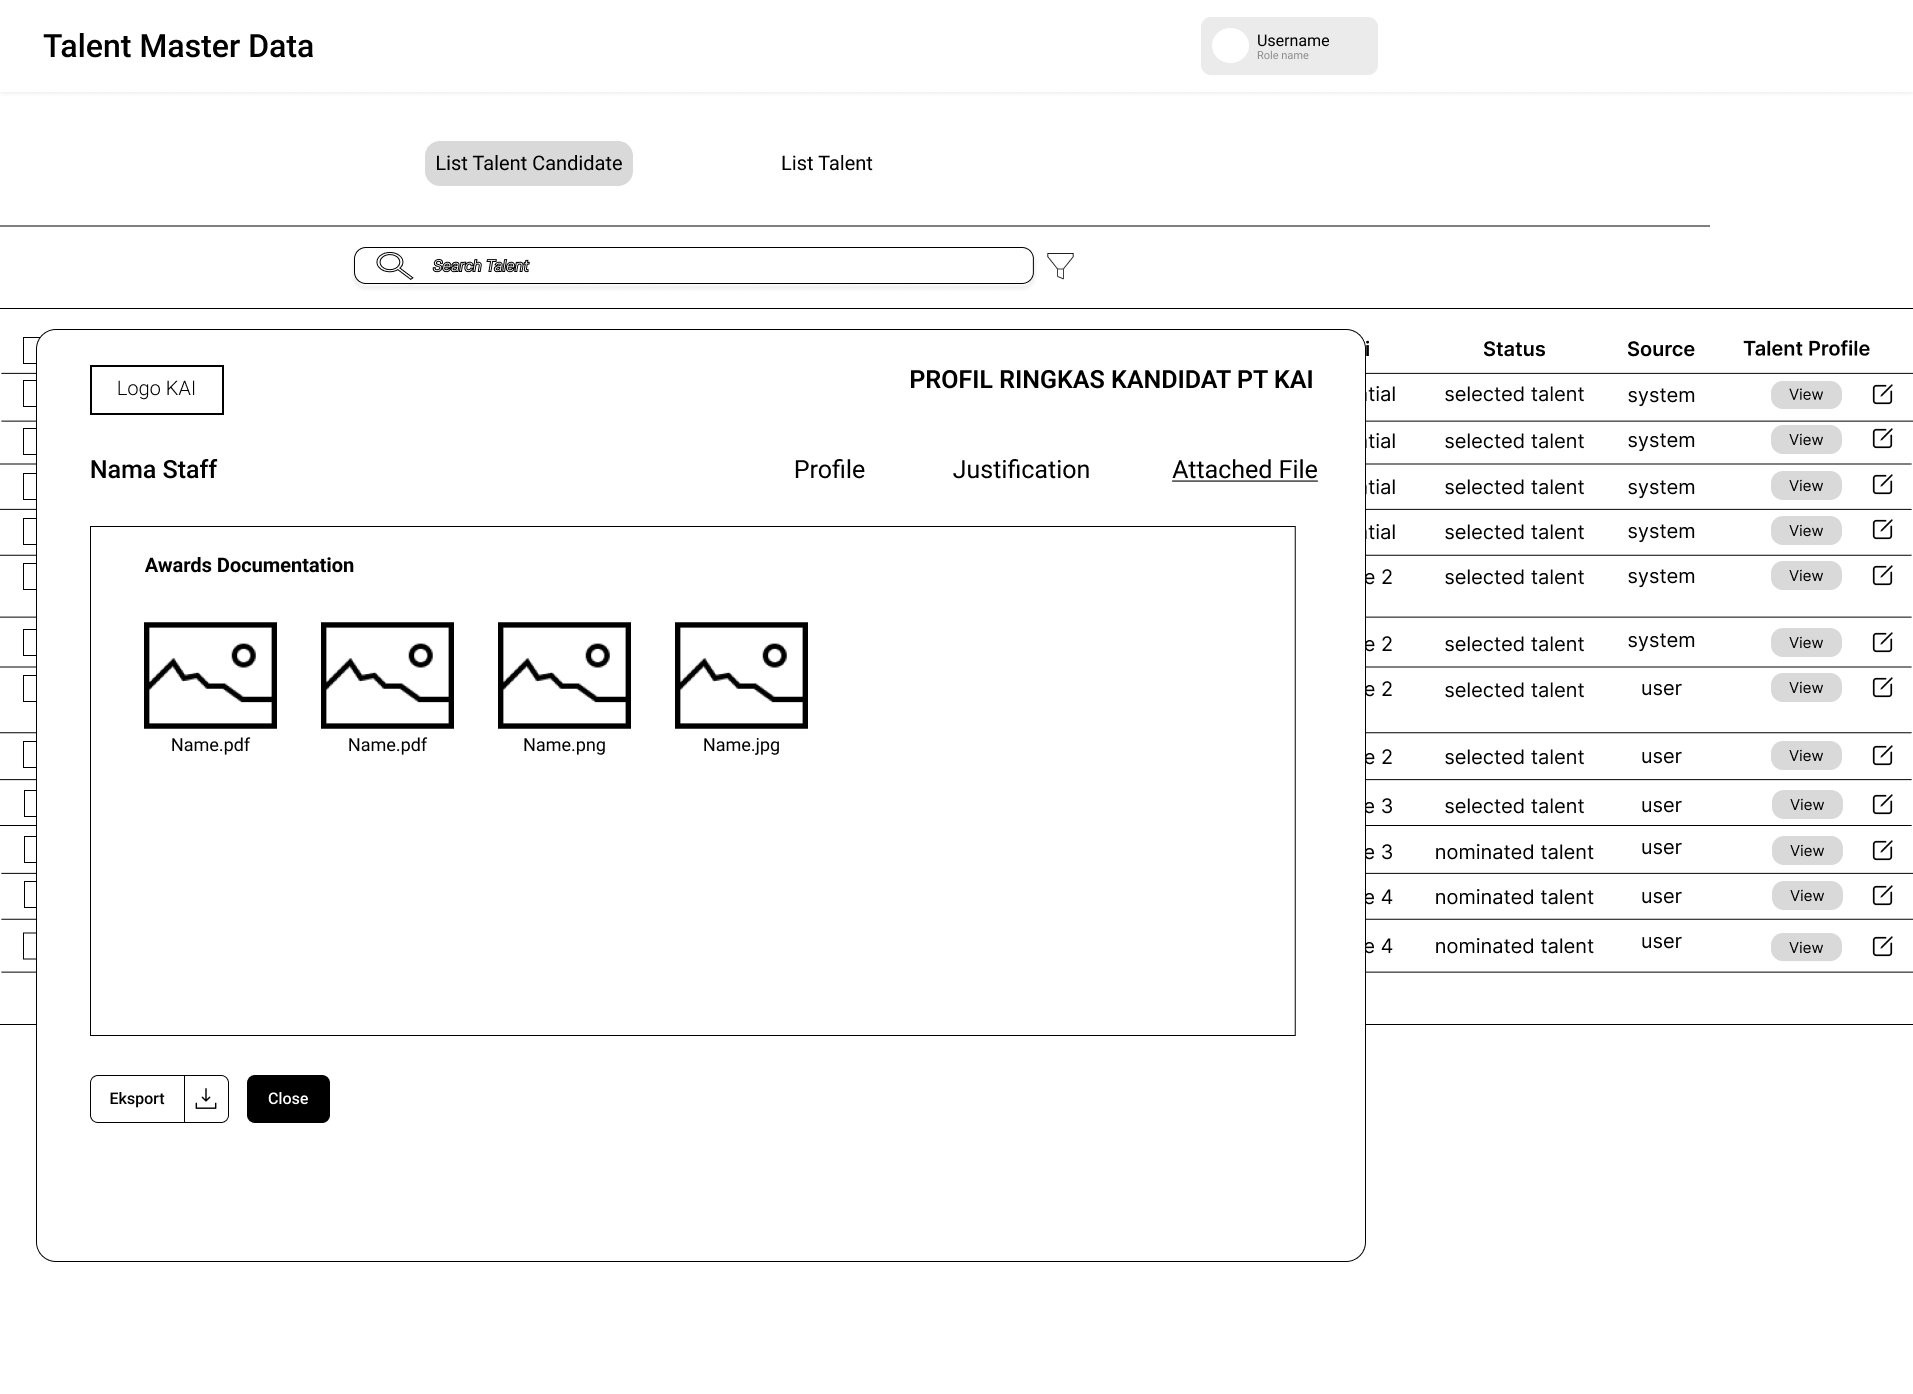 Talent Master Data
Username
Role name
List Talent Candidate
List Talent
Search Talent
Status
Source
Talent Profile
selected talent
system
View
selected talent
system
View
selected talent
system
View
selected talent
system
View
2
selected talent
system
View
2
selected talent
system
View
2
selected talent
user
View
2
selected talent
user
View
3
selected talent
user
View
3
nominated talent
user
View
4
nominated talent
user
View
4
nominated talent
user
View
Logo KAI
PROFIL RINGKAS KANDIDAT PT KAI
Nama Staff
Profile
Justification
Attached File
Awards Documentation
Name.pdf
Name.pdf
Name.png
Name.jpg
Eksport
Close